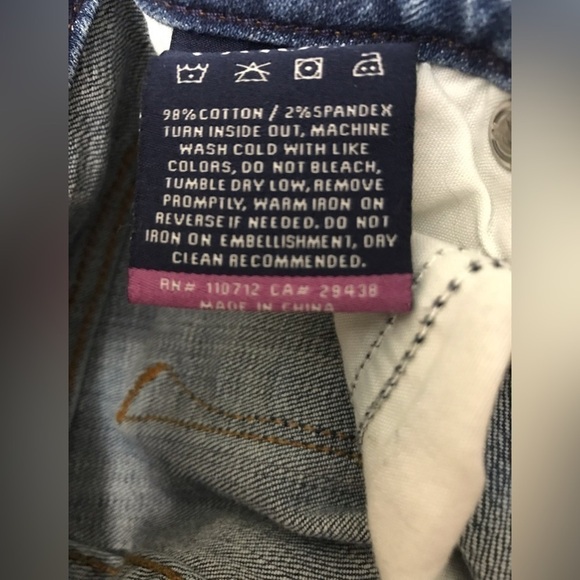 98% COTTON / 2% SPANDEX
TURN INSIDE OUT, MACHINE
WASH COLD WITH LIKE
COLORS, DO NOT BLEACH,
TUMBLE DRY LOW, REMOVE
PROMPTLY, WARM IRON ON
REVERSE IF NEEDED. DO NOT
IRON ON EMBELLISHMENT, DRY
CLEAN RECOMMENDED.
RN# 110712 CA# 29438
MADE IN CHINA